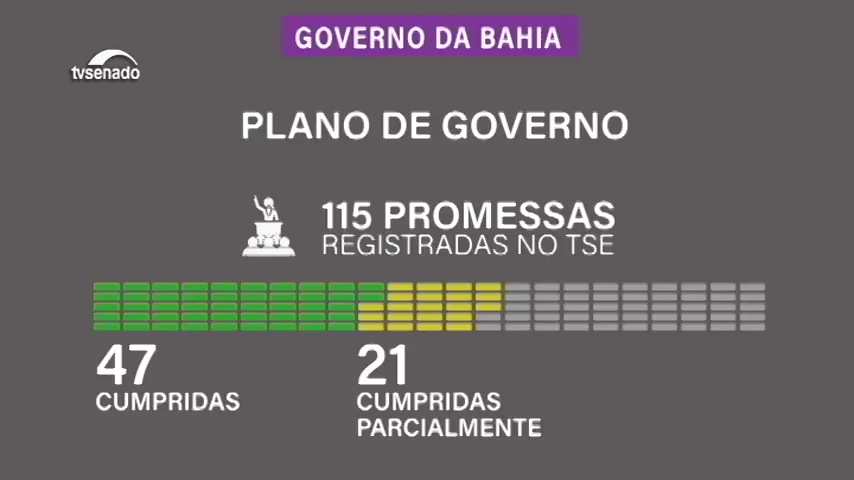 GOVERNO DA BAHIA
tvsenado
PLANO DE GOVERNO
115 PROMESSAS
REGISTRADAS NO TSE
47
CUMPRIDAS
21
CUMPRIDAS
PARCIALMENTE